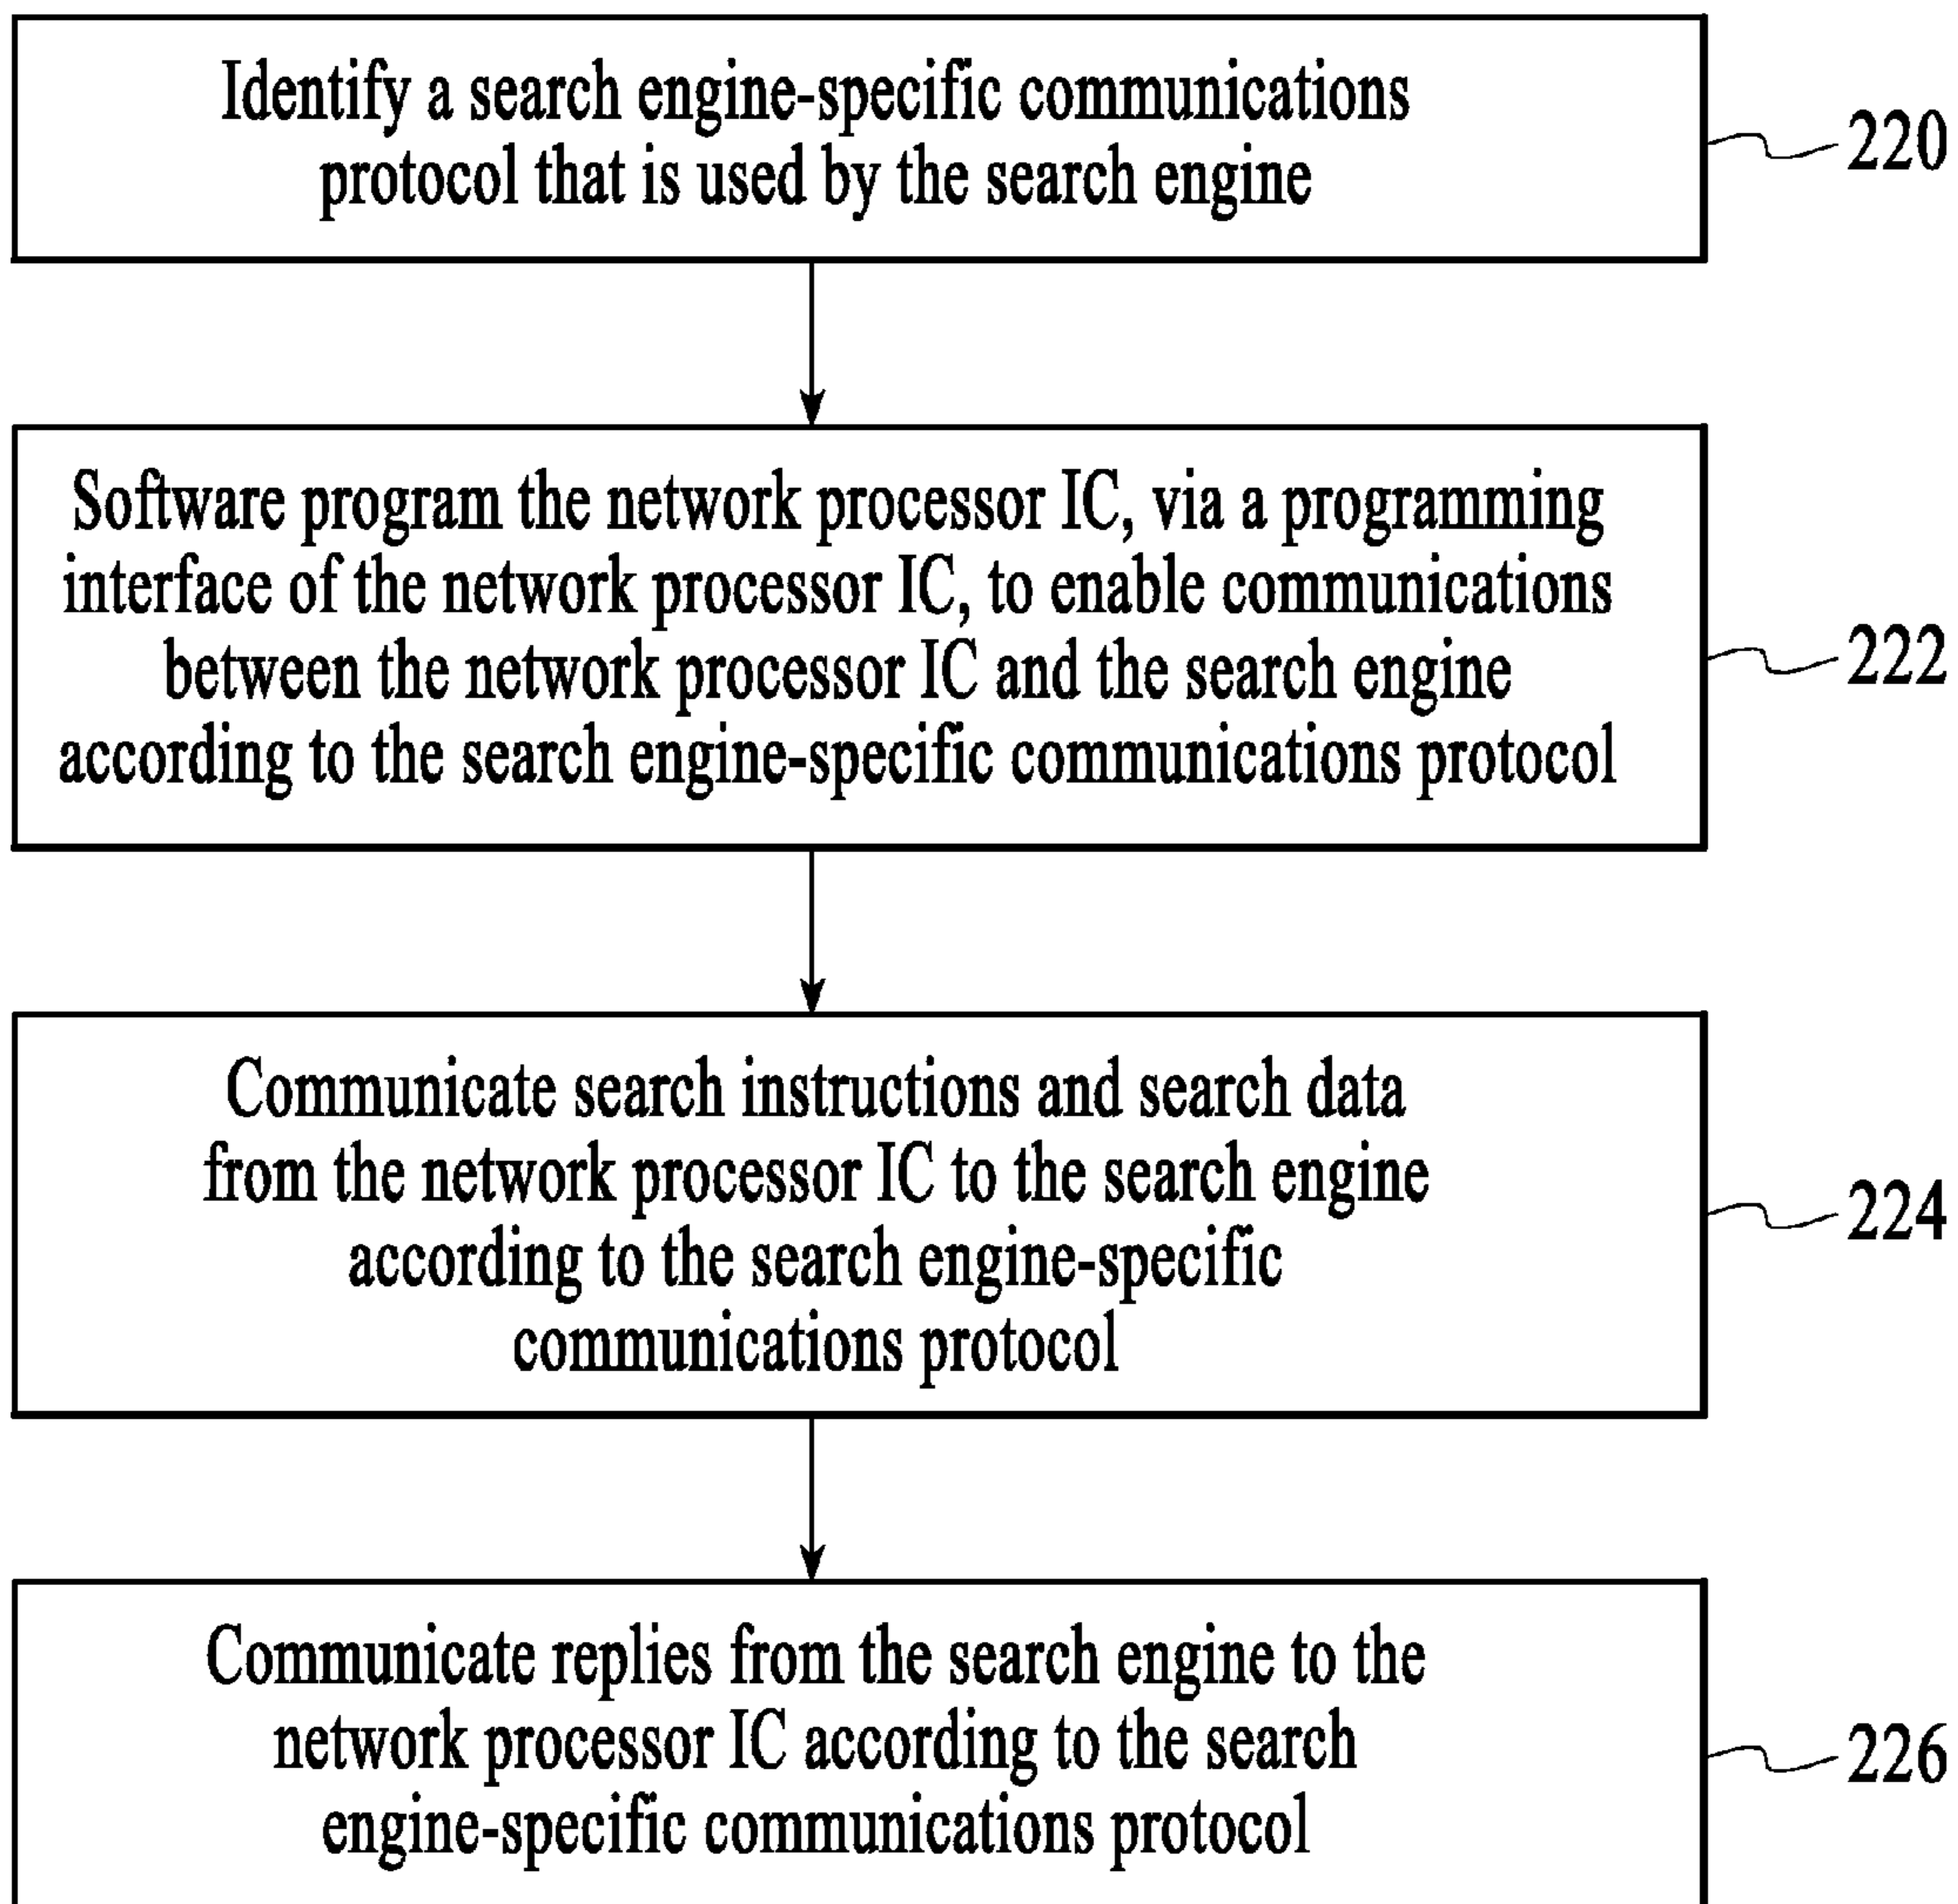 Identify a search engine-specific communications
protocol that is used by the search engine
220
Software program the network processor IC, via a programming
interface of the network processor IC, to enable communications
between the network processor IC and the search engine
according to the search engine-specific communications protocol
222
Communicate search instructions and search data
from the network processor IC to the search engine
according to the search engine-specific
communications protocol
224
Communicate replies from the search engine to the
network processor IC according to the search
engine-specific communications protocol
226